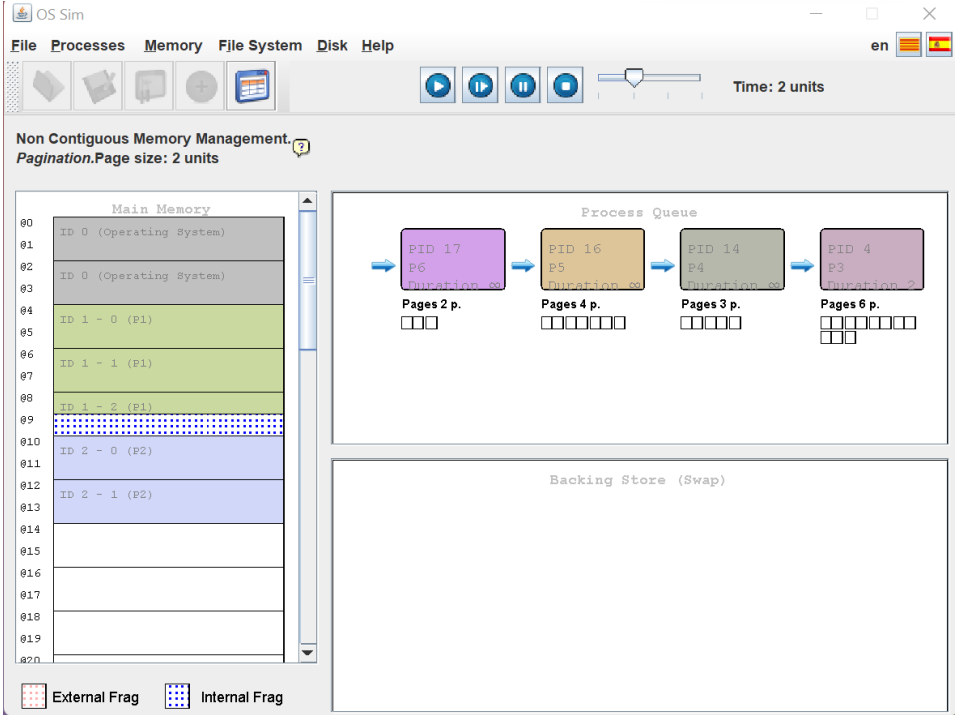 OS Sim
File Processes Memory File System Disk Help
en
Time: 2 units
Non Contiguous Memory Management.
Pagination.Page size: 2 units
?
Main Memory
@0
ID 0 (Operating System)
@1
@2
ID 0 (Operating System)
@3
@4
ID 1 - 0 (P1)
@5
@6
ID 1 - 1 (P1)
@7
@8
ID 1 - 2 (P1)
@9
@10
ID 2 - 0 (P2)
@11
@12
ID 2 - 1 (P2)
@13
@14
@15
@16
@17
@18
@19
@20
External Frag
Internal Frag
Process Queue
PID 17
P6
Duration ∞
Pages 2 p.
PID 16
P5
Duration ∞
Pages 4 p.
PID 14
P4
Duration ∞
Pages 3 p.
PID 4
P3
Duration 2
Pages 6 p.
Backing Store (Swap)